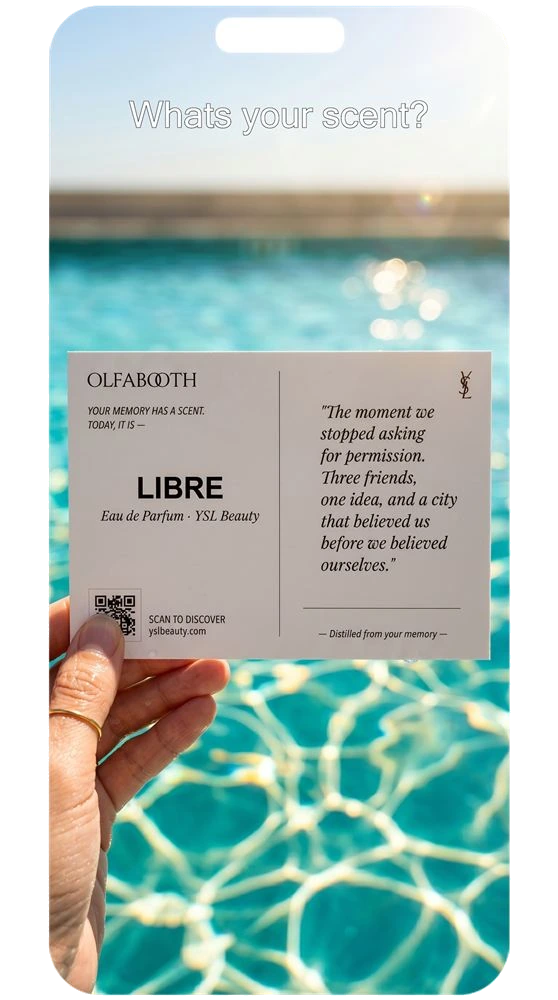 Whats your scent?
OLFABOOTH
YOUR MEMORY HAS A SCENT.
TODAY, IT IS —
LIBRE
Eau de Parfum · YSL Beauty
SCAN TO DISCOVER
yslbeauty.com
YSL
"The moment we
stopped asking
for permission.
Three friends,
one idea, and a city
that believed us
before we believed
ourselves."
— Distilled from your memory —